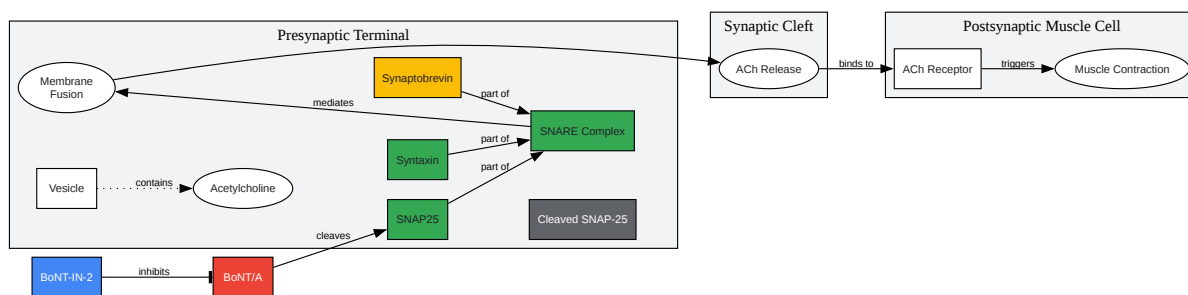 Presynaptic Terminal
Synaptic Cleft
Postsynaptic Muscle Cell
Membrane
Fusion
Synaptobrevin
ACh Release
binds to
ACh Receptor
triggers
Muscle Contraction
mediates
part of
SNARE Complex
Syntaxin
part of
part of
Vesicle
contains
Acetylcholine
SNAP25
Cleaved SNAP-25
cleaves
BoNT-IN-2
inhibits
BoNT/A